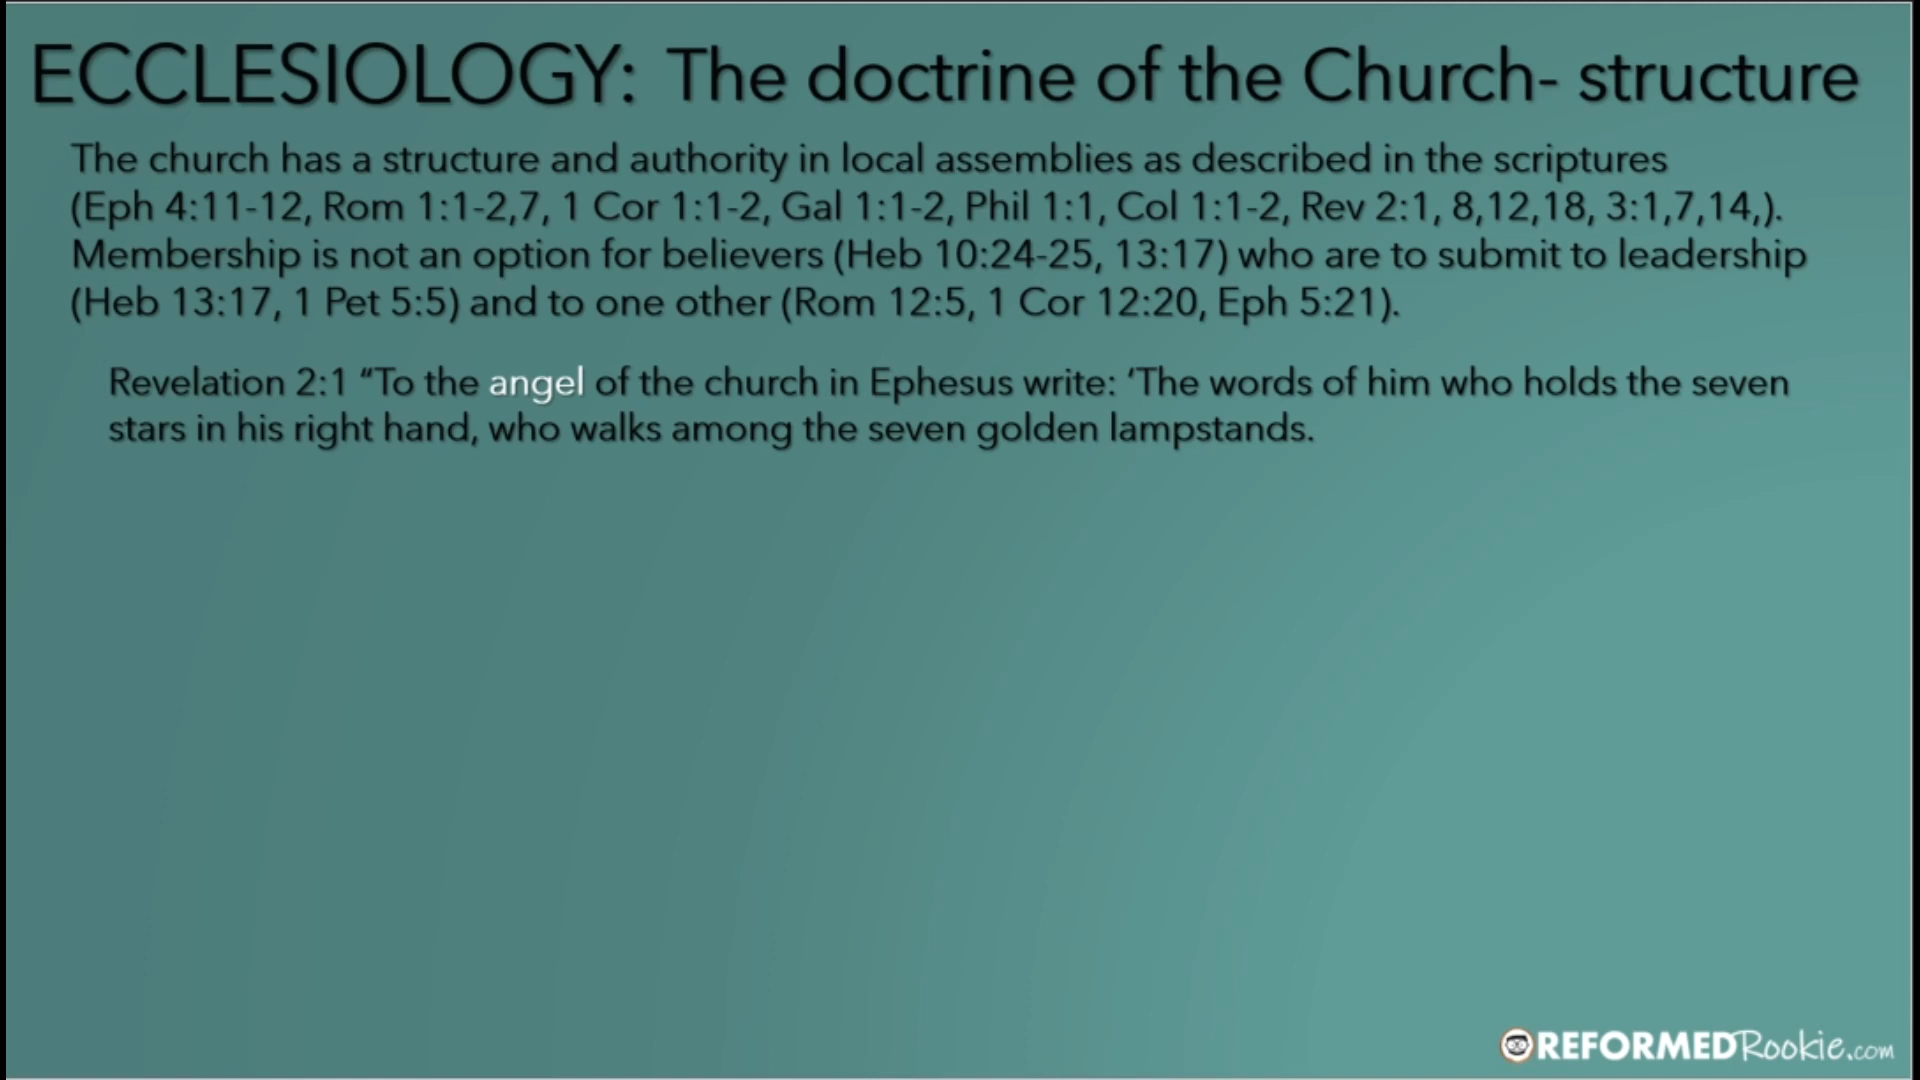 ECCLESIOLOGY: The doctrine of the Church- structure
The church has a structure and authority in local assemblies as described in the scriptures
(Eph 4:11-12, Rom 1:1-2,7, 1 Cor 1:1-2, Gal 1:1-2, Phil 1:1, Col 1:1-2, Rev 2:1, 8,12,18, 3:1,7,14,).
Membership is not an option for believers (Heb 10:24-25, 13:17) who are to submit to leadership
(Heb 13:17, 1 Pet 5:5) and to one other (Rom 12:5, 1 Cor 12:20, Eph 5:21).
Revelation 2:1 “To the angel of the church in Ephesus write: ‘The words of him who holds the seven
stars in his right hand, who walks among the seven golden lampstands.
REFORMEDRookie.com